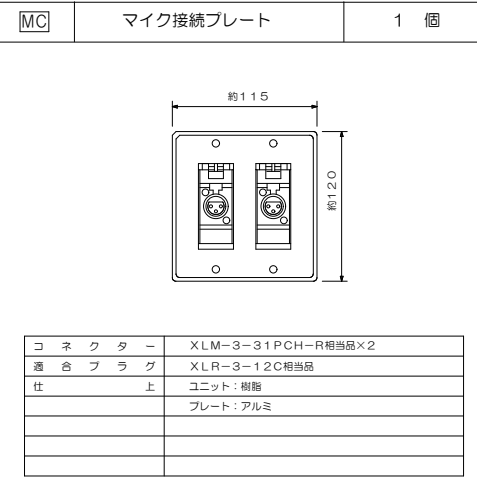 MC マイク接続プレート 1 個
約115
約120
コネクター XLM-3-31PCH-R相当品×2
適合プラグ XLR-3-12C相当品
仕上 ユニット：樹脂
プレート：アルミ